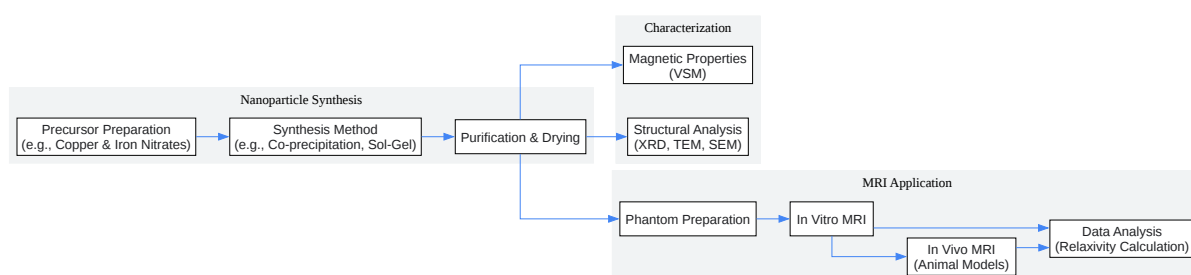 Characterization
Magnetic Properties
(VSM)
Nanoparticle Synthesis
Precursor Preparation
(e.g., Copper & Iron Nitrates)
Synthesis Method
(e.g., Co-precipitation, Sol-Gel)
Purification & Drying
Structural Analysis
(XRD, TEM, SEM)
MRI Application
Phantom Preparation
In Vitro MRI
In Vivo MRI
(Animal Models)
Data Analysis
(Relaxivity Calculation)